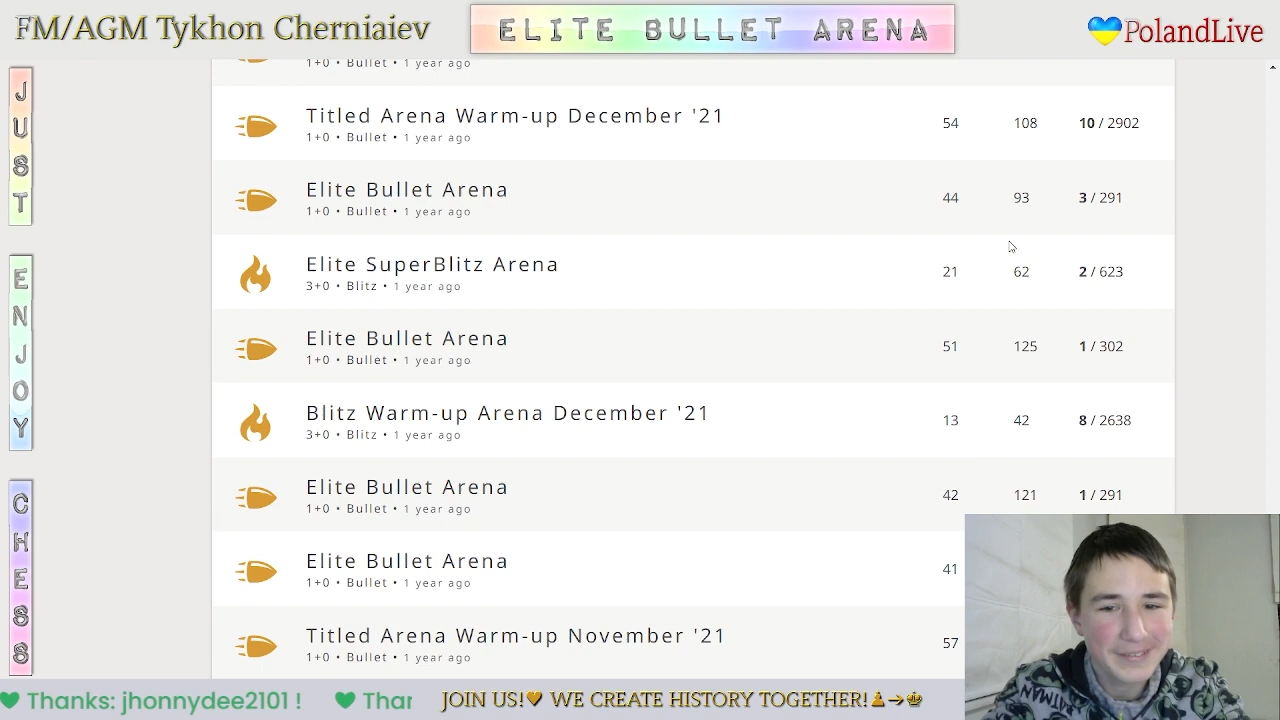 FM/AGM Tykhon Cherniaiev
ELITE BULLET ARENA
PolandLive
JUST
ENJOY
CHESS
1+0 • Bullet • 1 year ago
Titled Arena Warm-up December '21
1+0 • Bullet • 1 year ago
54 108 10 / 2902
Elite Bullet Arena
1+0 • Bullet • 1 year ago
44 93 3 / 291
Elite SuperBlitz Arena
3+0 • Blitz • 1 year ago
21 62 2 / 623
Elite Bullet Arena
1+0 • Bullet • 1 year ago
51 125 1 / 302
Blitz Warm-up Arena December '21
3+0 • Blitz • 1 year ago
13 42 8 / 2638
Elite Bullet Arena
1+0 • Bullet • 1 year ago
42 121 1 / 291
Elite Bullet Arena
1+0 • Bullet • 1 year ago
41
Titled Arena Warm-up November '21
1+0 • Bullet • 1 year ago
57
BATMAN
Thanks: jhonnydee2101 ! Thar
JOIN US! WE CREATE HISTORY TOGETHER!